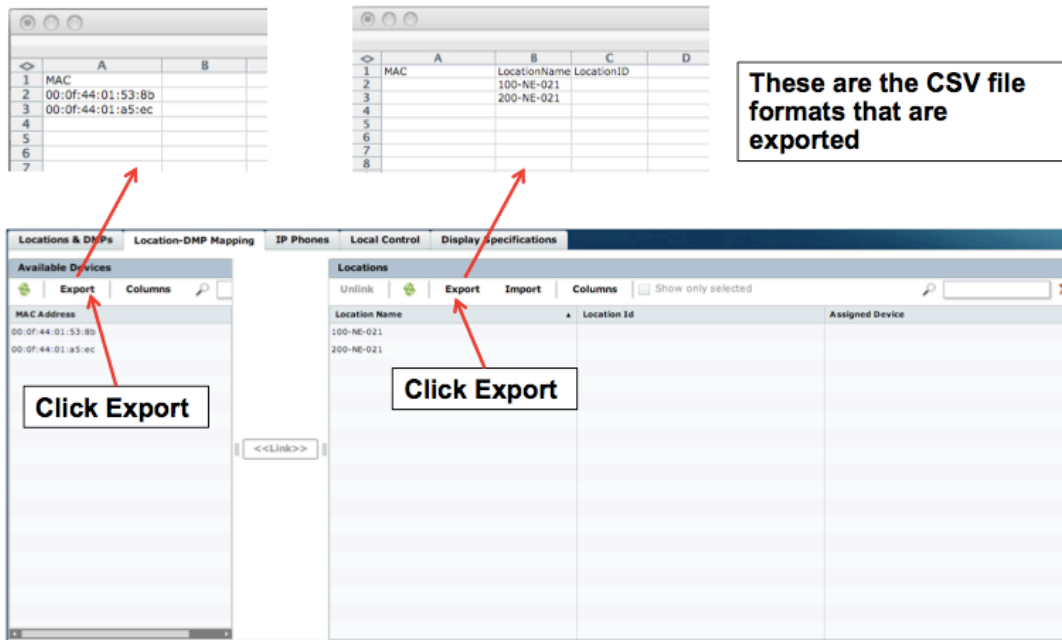 A B
1 MAC
2 00:0f:44:01:53:8b
3 00:0f:44:01:a5:ec
4
5
6
7
A B C D
1 MAC LocationName LocationID
2 100-NE-021
3 200-NE-021
4
5
6
7
8
These are the CSV file
formats that are
exported
Locations & DMPs Location-DMP Mapping IP Phones Local Control Display Specifications
Available Devices
Export Columns
MAC Address
00:0f:44:01:53:8b
00:0f:44:01:a5:ec
Click Export
<<Link>>
Locations
Unlink Export Import Columns Show only selected
Location Name Location Id Assigned Device
100-NE-021
200-NE-021
Click Export